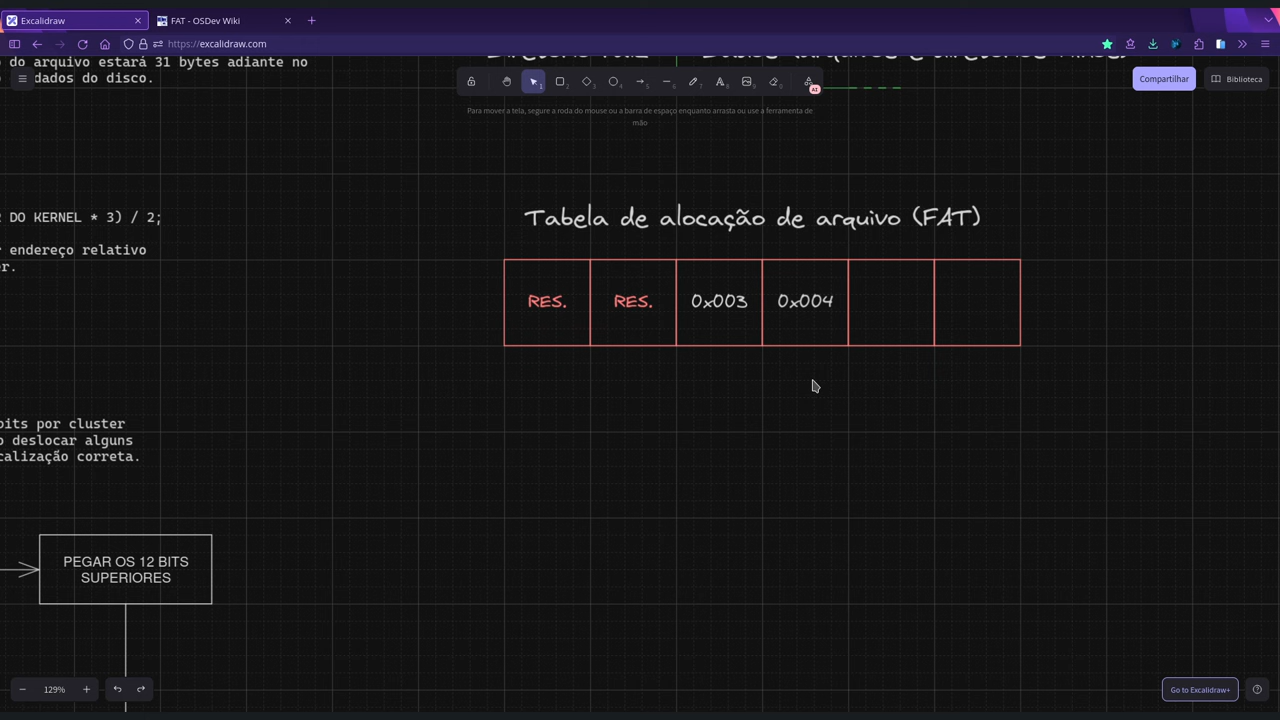 Excalidraw
FAT - OSDev Wiki
https://excalidraw.com
do arquivo estará 31 bytes adiante no
dados do disco.
Compartilhar
Biblioteca
Para mover a tela, segure a roda do mouse ou a barra de espaço enquanto arrasta ou use a ferramenta de
mão
DO KERNEL * 3) / 2;
endereço relativo
Tabela de alocação de arquivo (FAT)
RES. RES. 0x003 0x004
bits por cluster
deslocar alguns
correta.
PEGAR OS 12 BITS
SUPERIORES
129%
Go to Excalidraw+